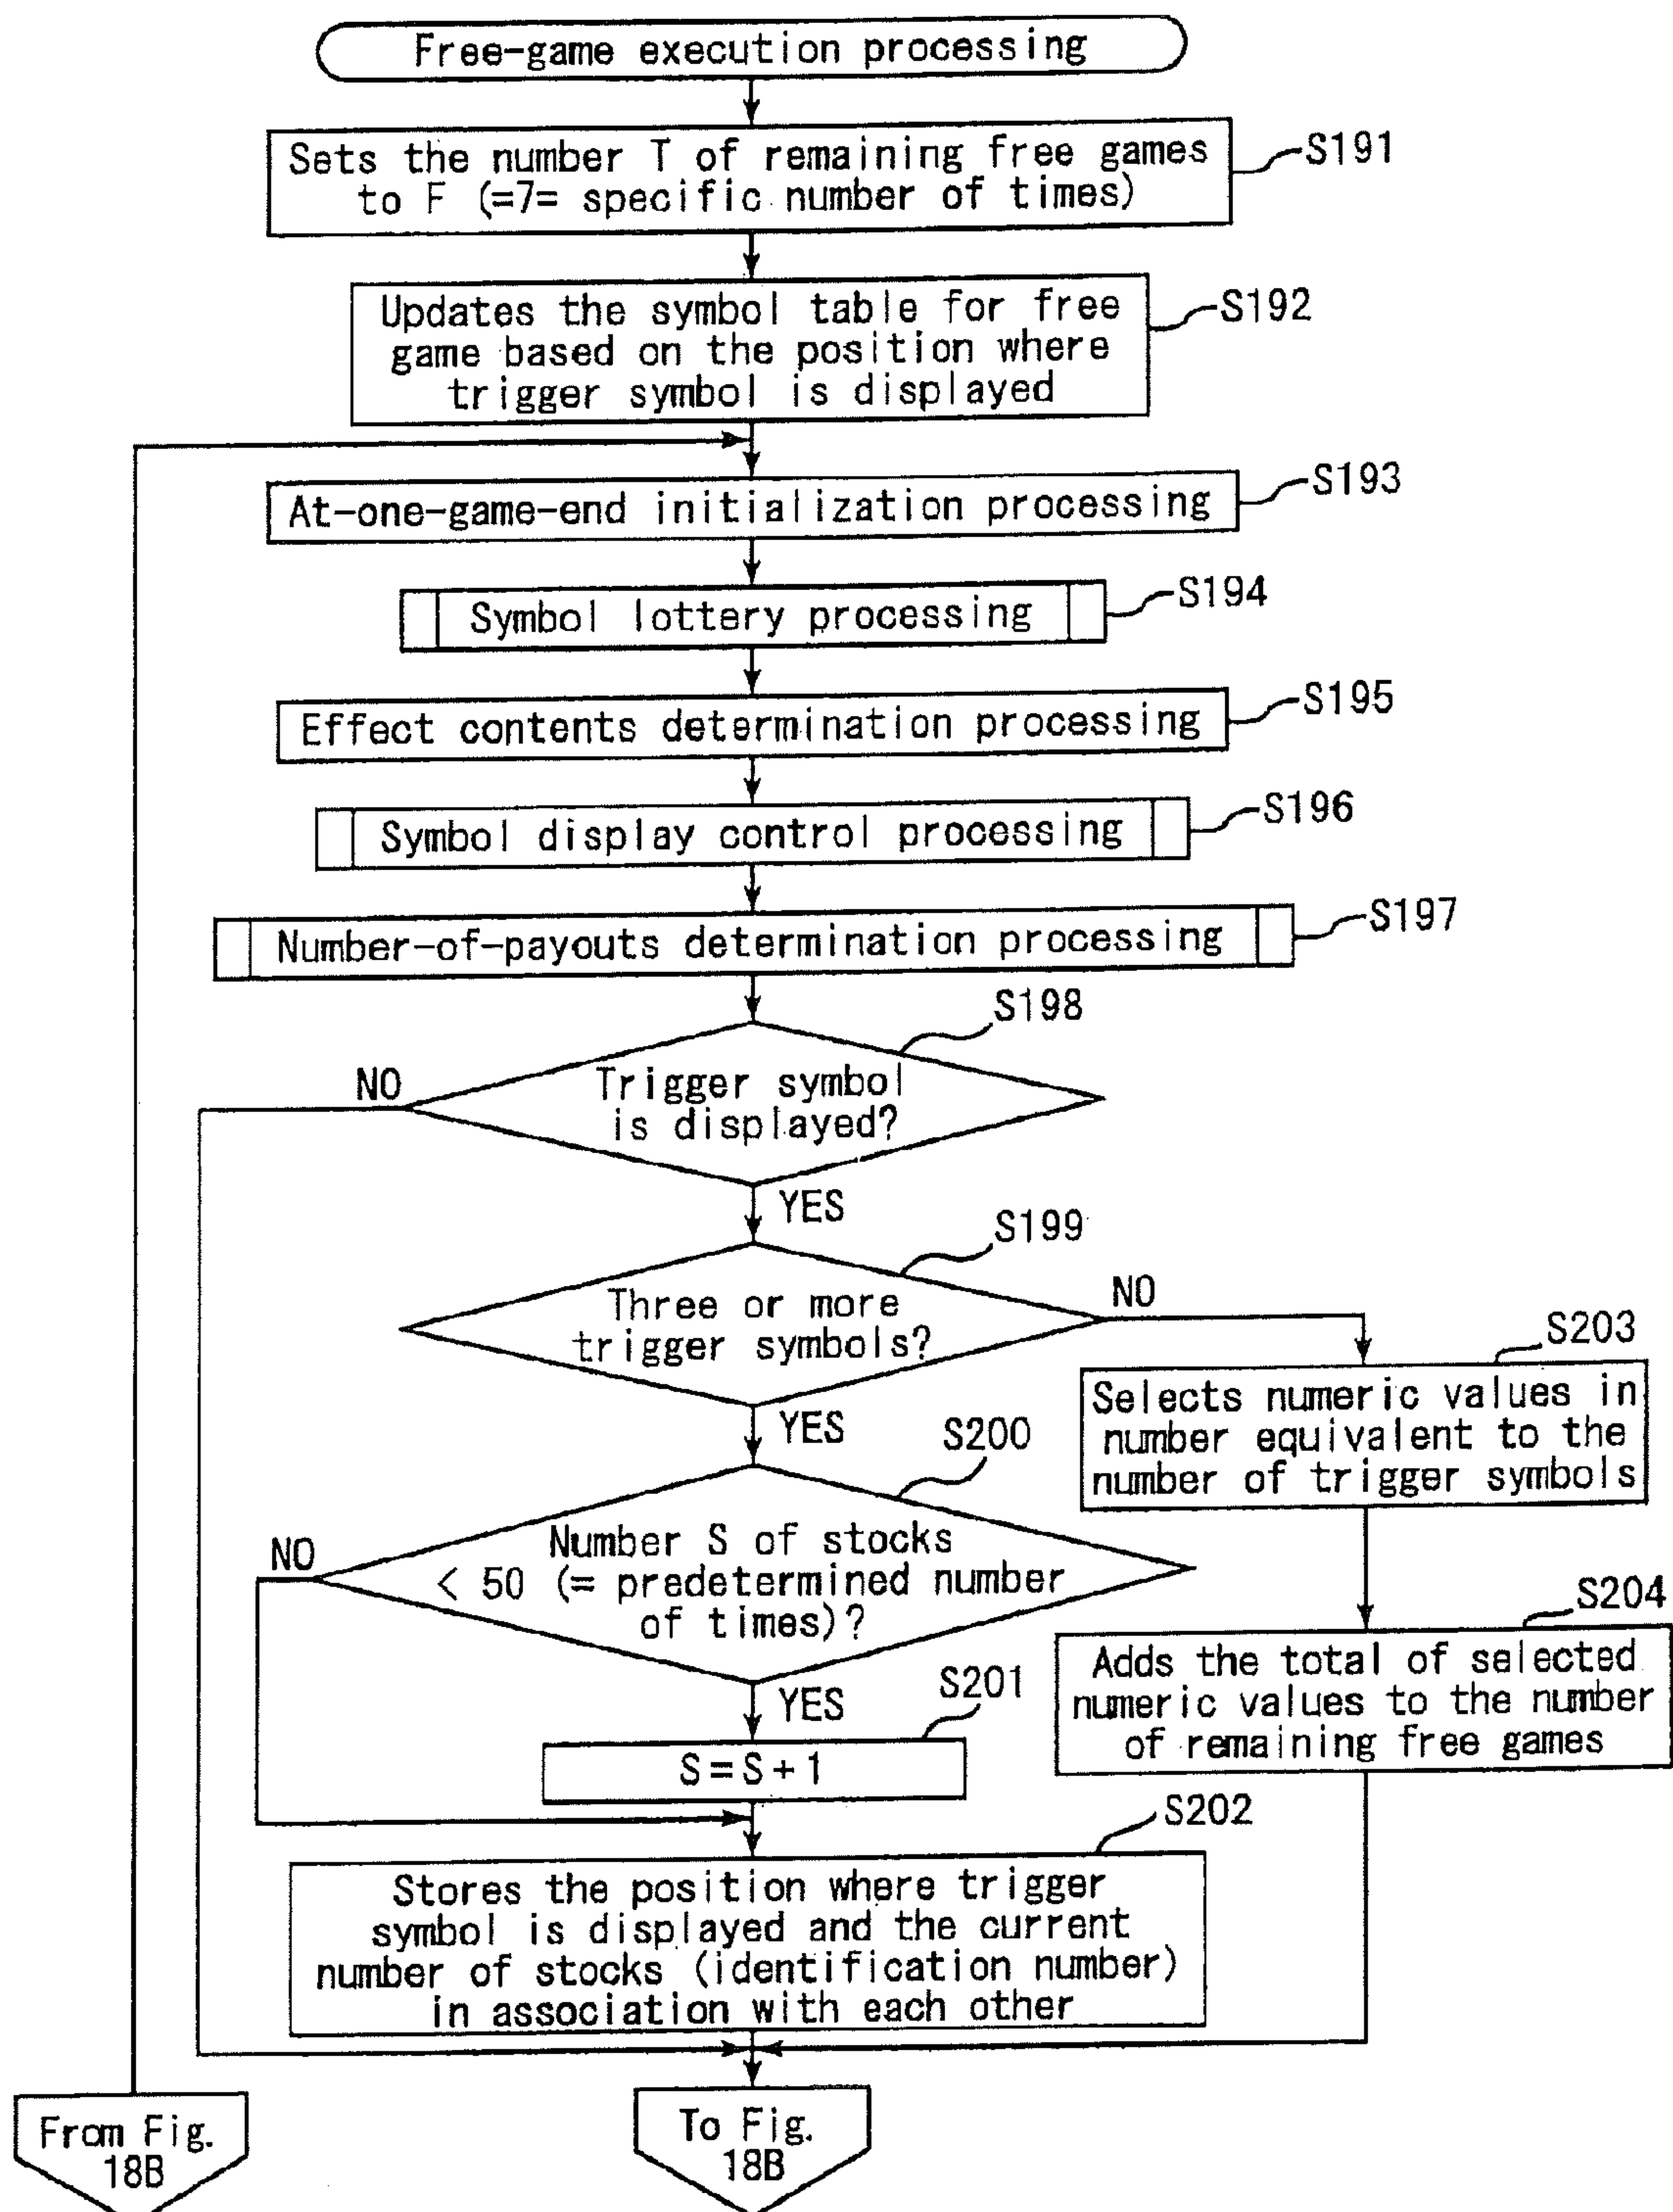 Free-game execution processing
Sets the number T of remaining free games
to F (=7= specific number of times)
S191
Updates the symbol table for free
game based on the position where
trigger symbol is displayed
S192
At-one-game-end initialization processing
S193
Symbol lottery processing
S194
Effect contents determination processing
S195
Symbol display control processing
S196
Number-of-payouts determination processing
S197
S198
NO
Trigger symbol
is displayed?
YES
S199
Three or more
trigger symbols?
NO
YES
S203
Selects numeric values in
number equivalent to the
number of trigger symbols
S200
NO
Number S of stocks
< 50 (= predetermined number
of times)?
YES
S204
Adds the total of selected
numeric values to the number
of remaining free games
S201
S=S+1
S202
Stores the position where trigger
symbol is displayed and the current
number of stocks (identification number)
in association with each other
From Fig.
18B
To Fig.
18B